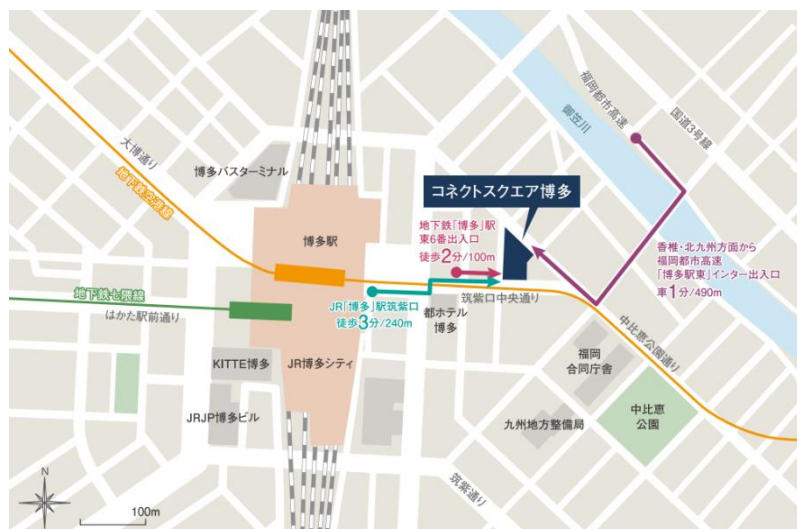 福岡都市高速
国道3号線
御笠川
大博通り
地下鉄空港線
博多バスターミナル
コネクトスクエア博多
地下鉄「博多」駅
東6番出入口
徒歩2分/100m
博多駅
香椎・北九州方面から
福岡都市高速
「博多駅東」インター出入口
車1分/490m
地下鉄七隈線
はかた駅前通り
JR「博多」駅筑紫口
徒歩3分/240m
筑紫口中央通り
都ホテル
博多
中比恵公園通り
KITTE博多
JR博多シティ
福岡
合同庁舎
JRJP博多ビル
九州地方整備局
中比恵
公園
筑紫通り
N
100m